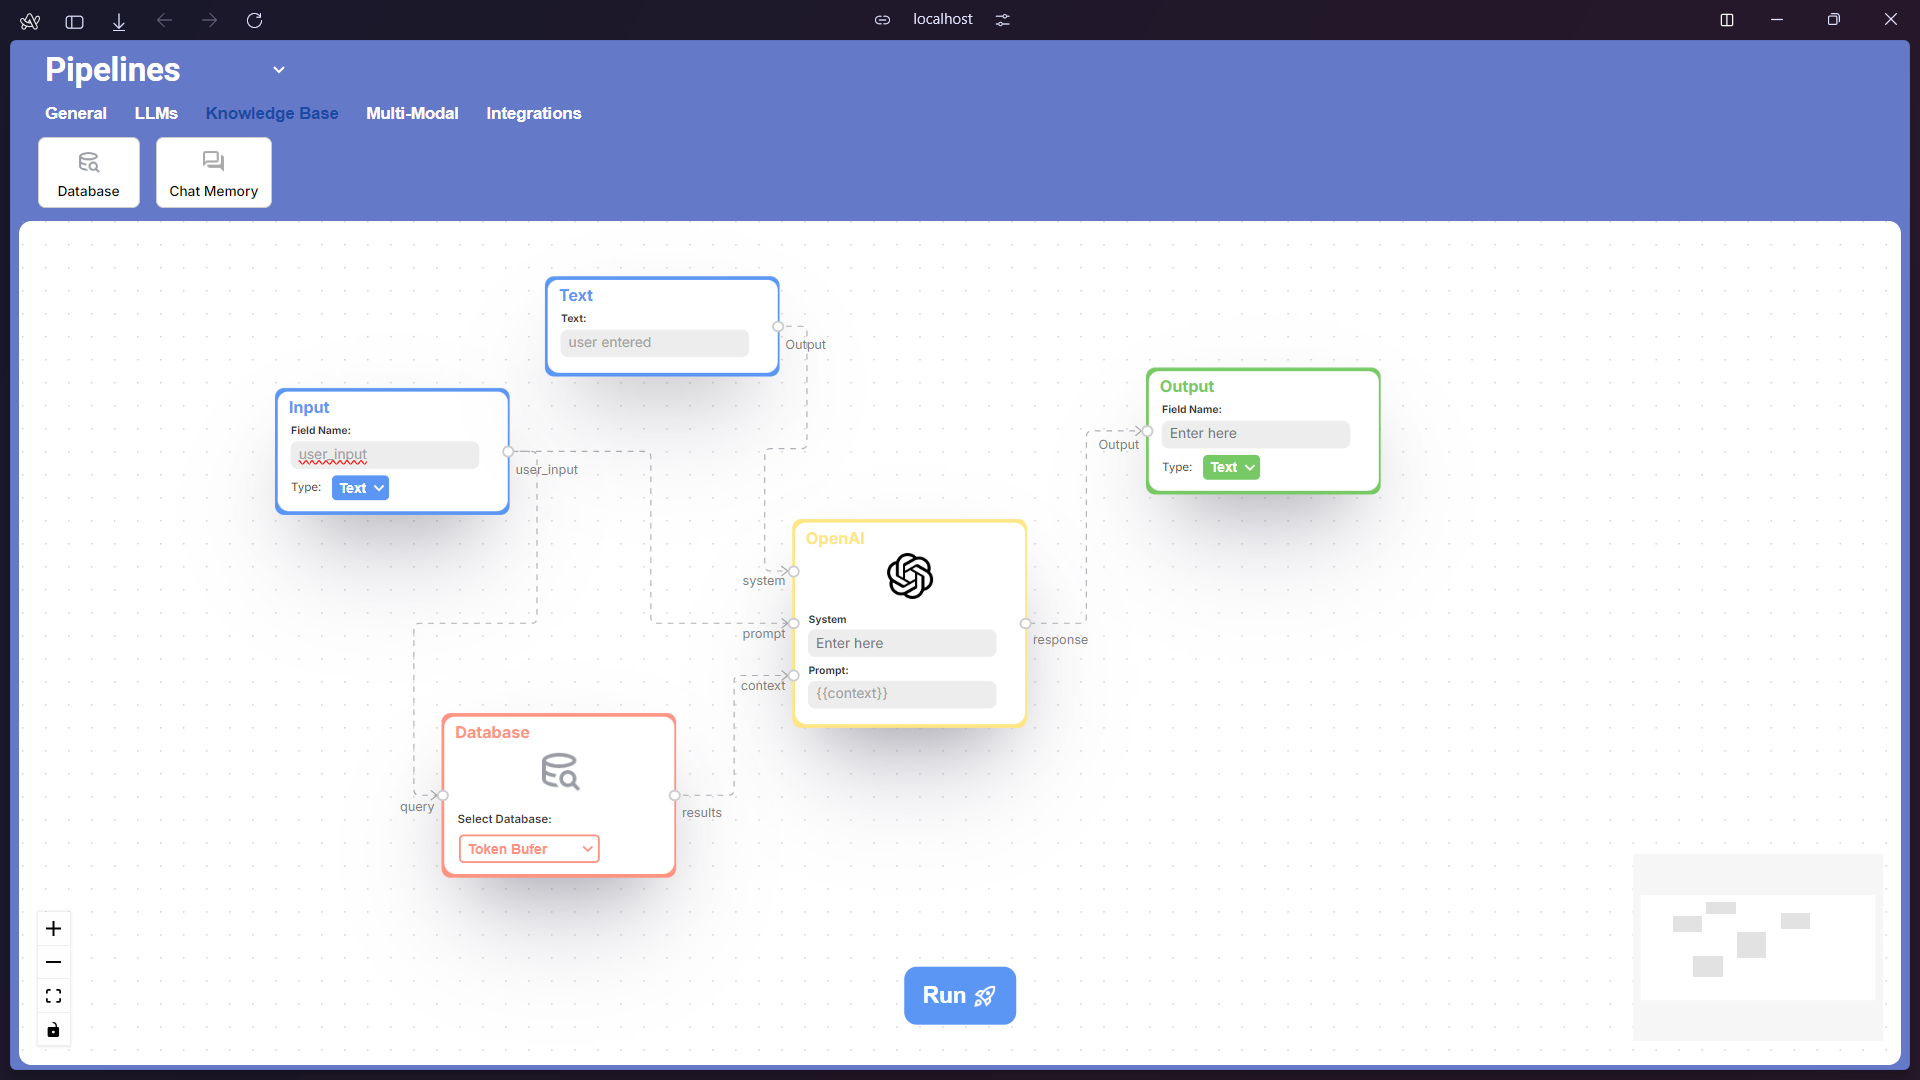 localhost
Pipelines
General LLMs Knowledge Base Multi-Modal Integrations
Database Chat Memory
Text
Text:
user entered
Output
Input
Field Name:
user_input
Type: Text
user_input
Output
Field Name:
Enter here
Type: Text
Output
OpenAI
system
System
Enter here
prompt
Prompt:
{{context}}
context
response
Database
query
Select Database:
Token Bufer
results
Run